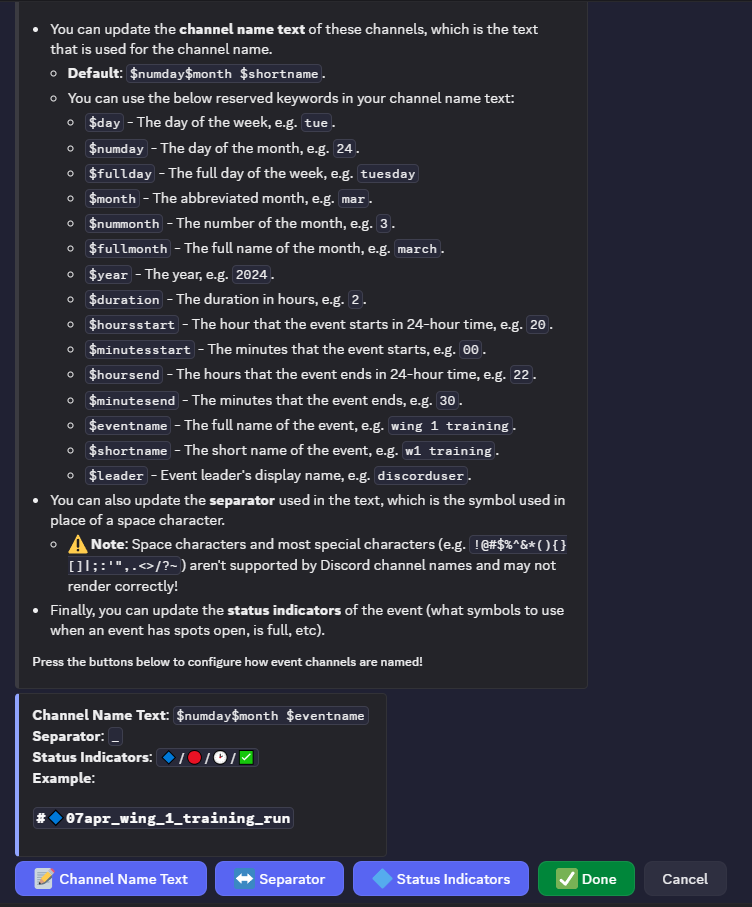 You can update the channel name text of these channels, which is the text
that is used for the channel name.
Default: $numday$month $shortname.
You can use the below reserved keywords in your channel name text:
$day - The day of the week, e.g. tue.
$numday - The day of the month, e.g. 24.
$fullday - The full day of the week, e.g. tuesday
$month - The abbreviated month, e.g. mar.
$nummonth - The number of the month, e.g. 3.
$fullmonth - The full name of the month, e.g. march.
$year - The year, e.g. 2024.
$duration - The duration in hours, e.g. 2.
$hoursstart - The hour that the event starts in 24-hour time, e.g. 20.
$minutesstart - The minutes that the event starts, e.g. 00.
$hoursend - The hours that the event ends in 24-hour time, e.g. 22.
$minutesend - The minutes that the event ends, e.g. 30.
$eventname - The full name of the event, e.g. wing 1 training.
$shortname - The short name of the event, e.g. w1 training.
$leader - Event leader's display name, e.g. discorduser.
You can also update the separator used in the text, which is the symbol used in
place of a space character.
⚠️ Note: Space characters and most special characters (e.g. !@#$%^&*(){}
[]|;:'",.<>/?~) aren't supported by Discord channel names and may not
render correctly!
Finally, you can update the status indicators of the event (what symbols to use
when an event has spots open, is full, etc).
Press the buttons below to configure how event channels are named!
Channel Name Text: $numday$month $eventname
Separator: _
Status Indicators: 🔷/🔴/🕑/✅
Example:
#🔷07apr_wing_1_training_run
📝 Channel Name Text ↔️ Separator 🔷 Status Indicators ✅ Done Cancel